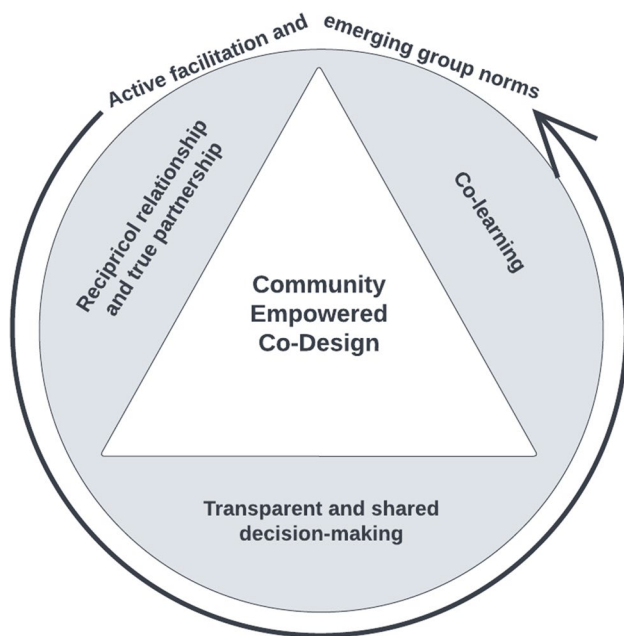 Active facilitation and emerging group norms
Recipricol relationship
and true partnership
Co-learning
Community
Empowered
Co-Design
Transparent and shared
decision-making